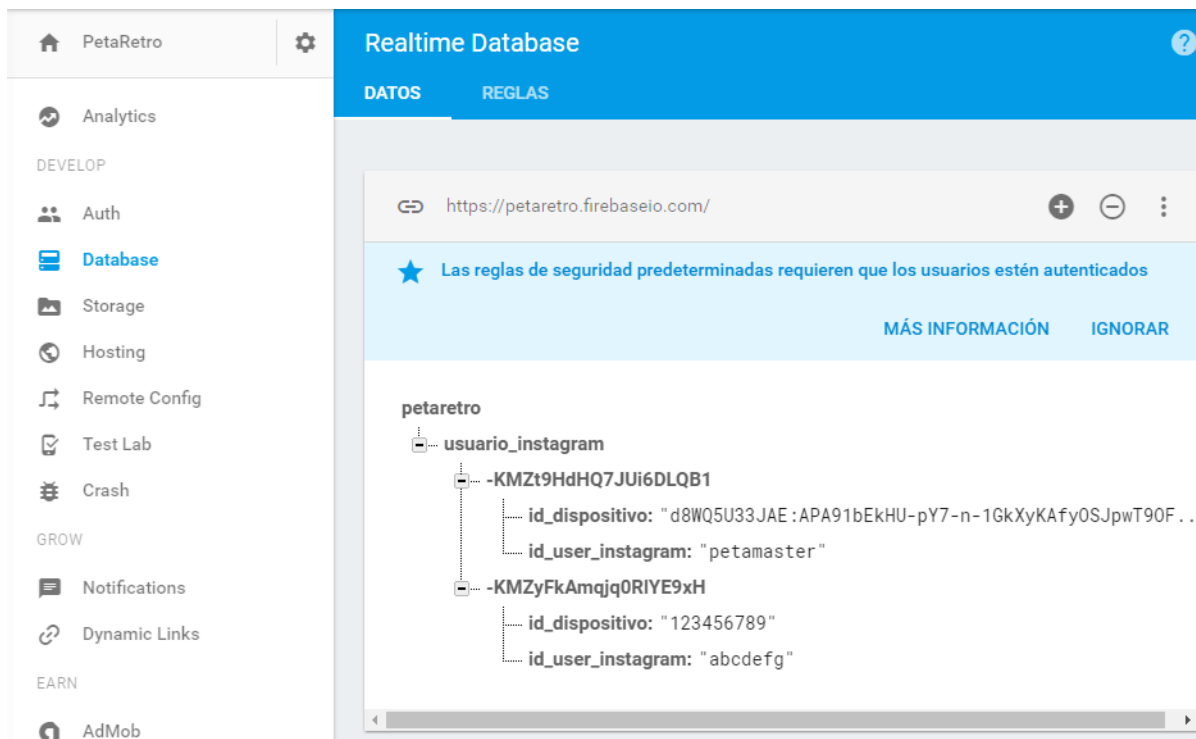 PetaRetro
Analytics
DEVELOP
Auth
Database
Storage
Hosting
Remote Config
Test Lab
Crash
GROW
Notifications
Dynamic Links
EARN
AdMob
Realtime Database
DATOS REGLAS
https://petaretro.firebaseio.com/
Las reglas de seguridad predeterminadas requieren que los usuarios estén autenticados
MÁS INFORMACIÓN IGNORAR
petaretro
usuario_instagram
-KMZt9HdHQ7JUi6DLQB1
id_dispositivo: "d8WQ5U33JAE:APA91bEkHU-pY7-n-1GkXyKAfyOSJpwT9OF..
id_user_instagram: "petamaster"
-KMZyFkAmqjq0RlYE9xH
id_dispositivo: "123456789"
id_user_instagram: "abcdefg"